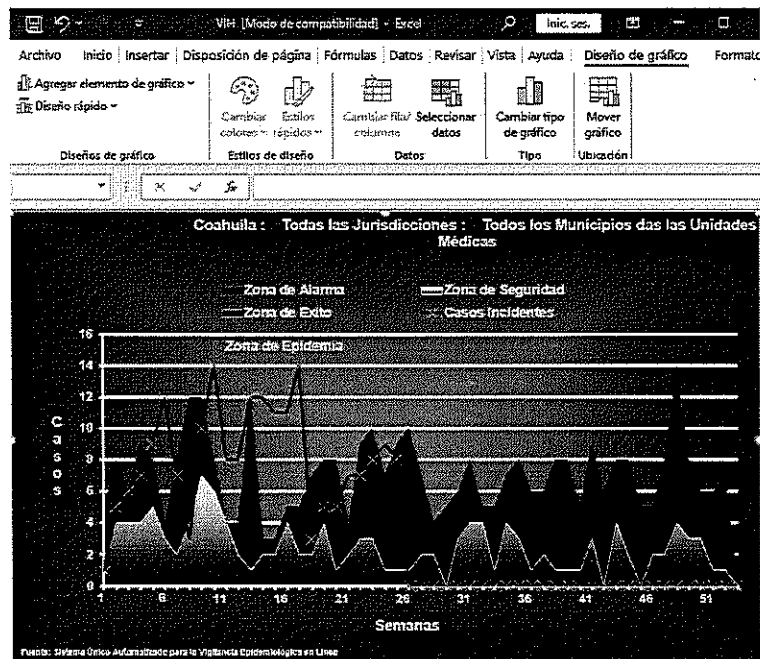 VIH [Modo de compatibilidad] - Excel
Inic. ses.
Archivo Inicio Insertar Disposición de página Fórmulas Datos Revisar Vista Ayuda Diseño de gráfico Formato
Agregar elemento de gráfico
Diseño rápido
Cambiar colores
Estilos rápidos
Cambiar fila/ columna
Seleccionar datos
Cambiar tipo de gráfico
Mover gráfico
Diseños de gráfico
Estilos de diseño
Datos
Tipo
Ubicación
fx
Coahuila : Todas las Jurisdicciones : Todos los Municipios das las Unidades
Médicas
Zona de Alarma
Zona de Seguridad
Zona de Exito
Casos Incidentes
Zona de Epidemia
Casos
16
14
12
10
8
6
4
2
0
1 6 11 16 21 26 31 36 41 46 51
Semanas
Fuente: Sistema Único Automatizado para la Vigilancia Epidemiológica en Línea